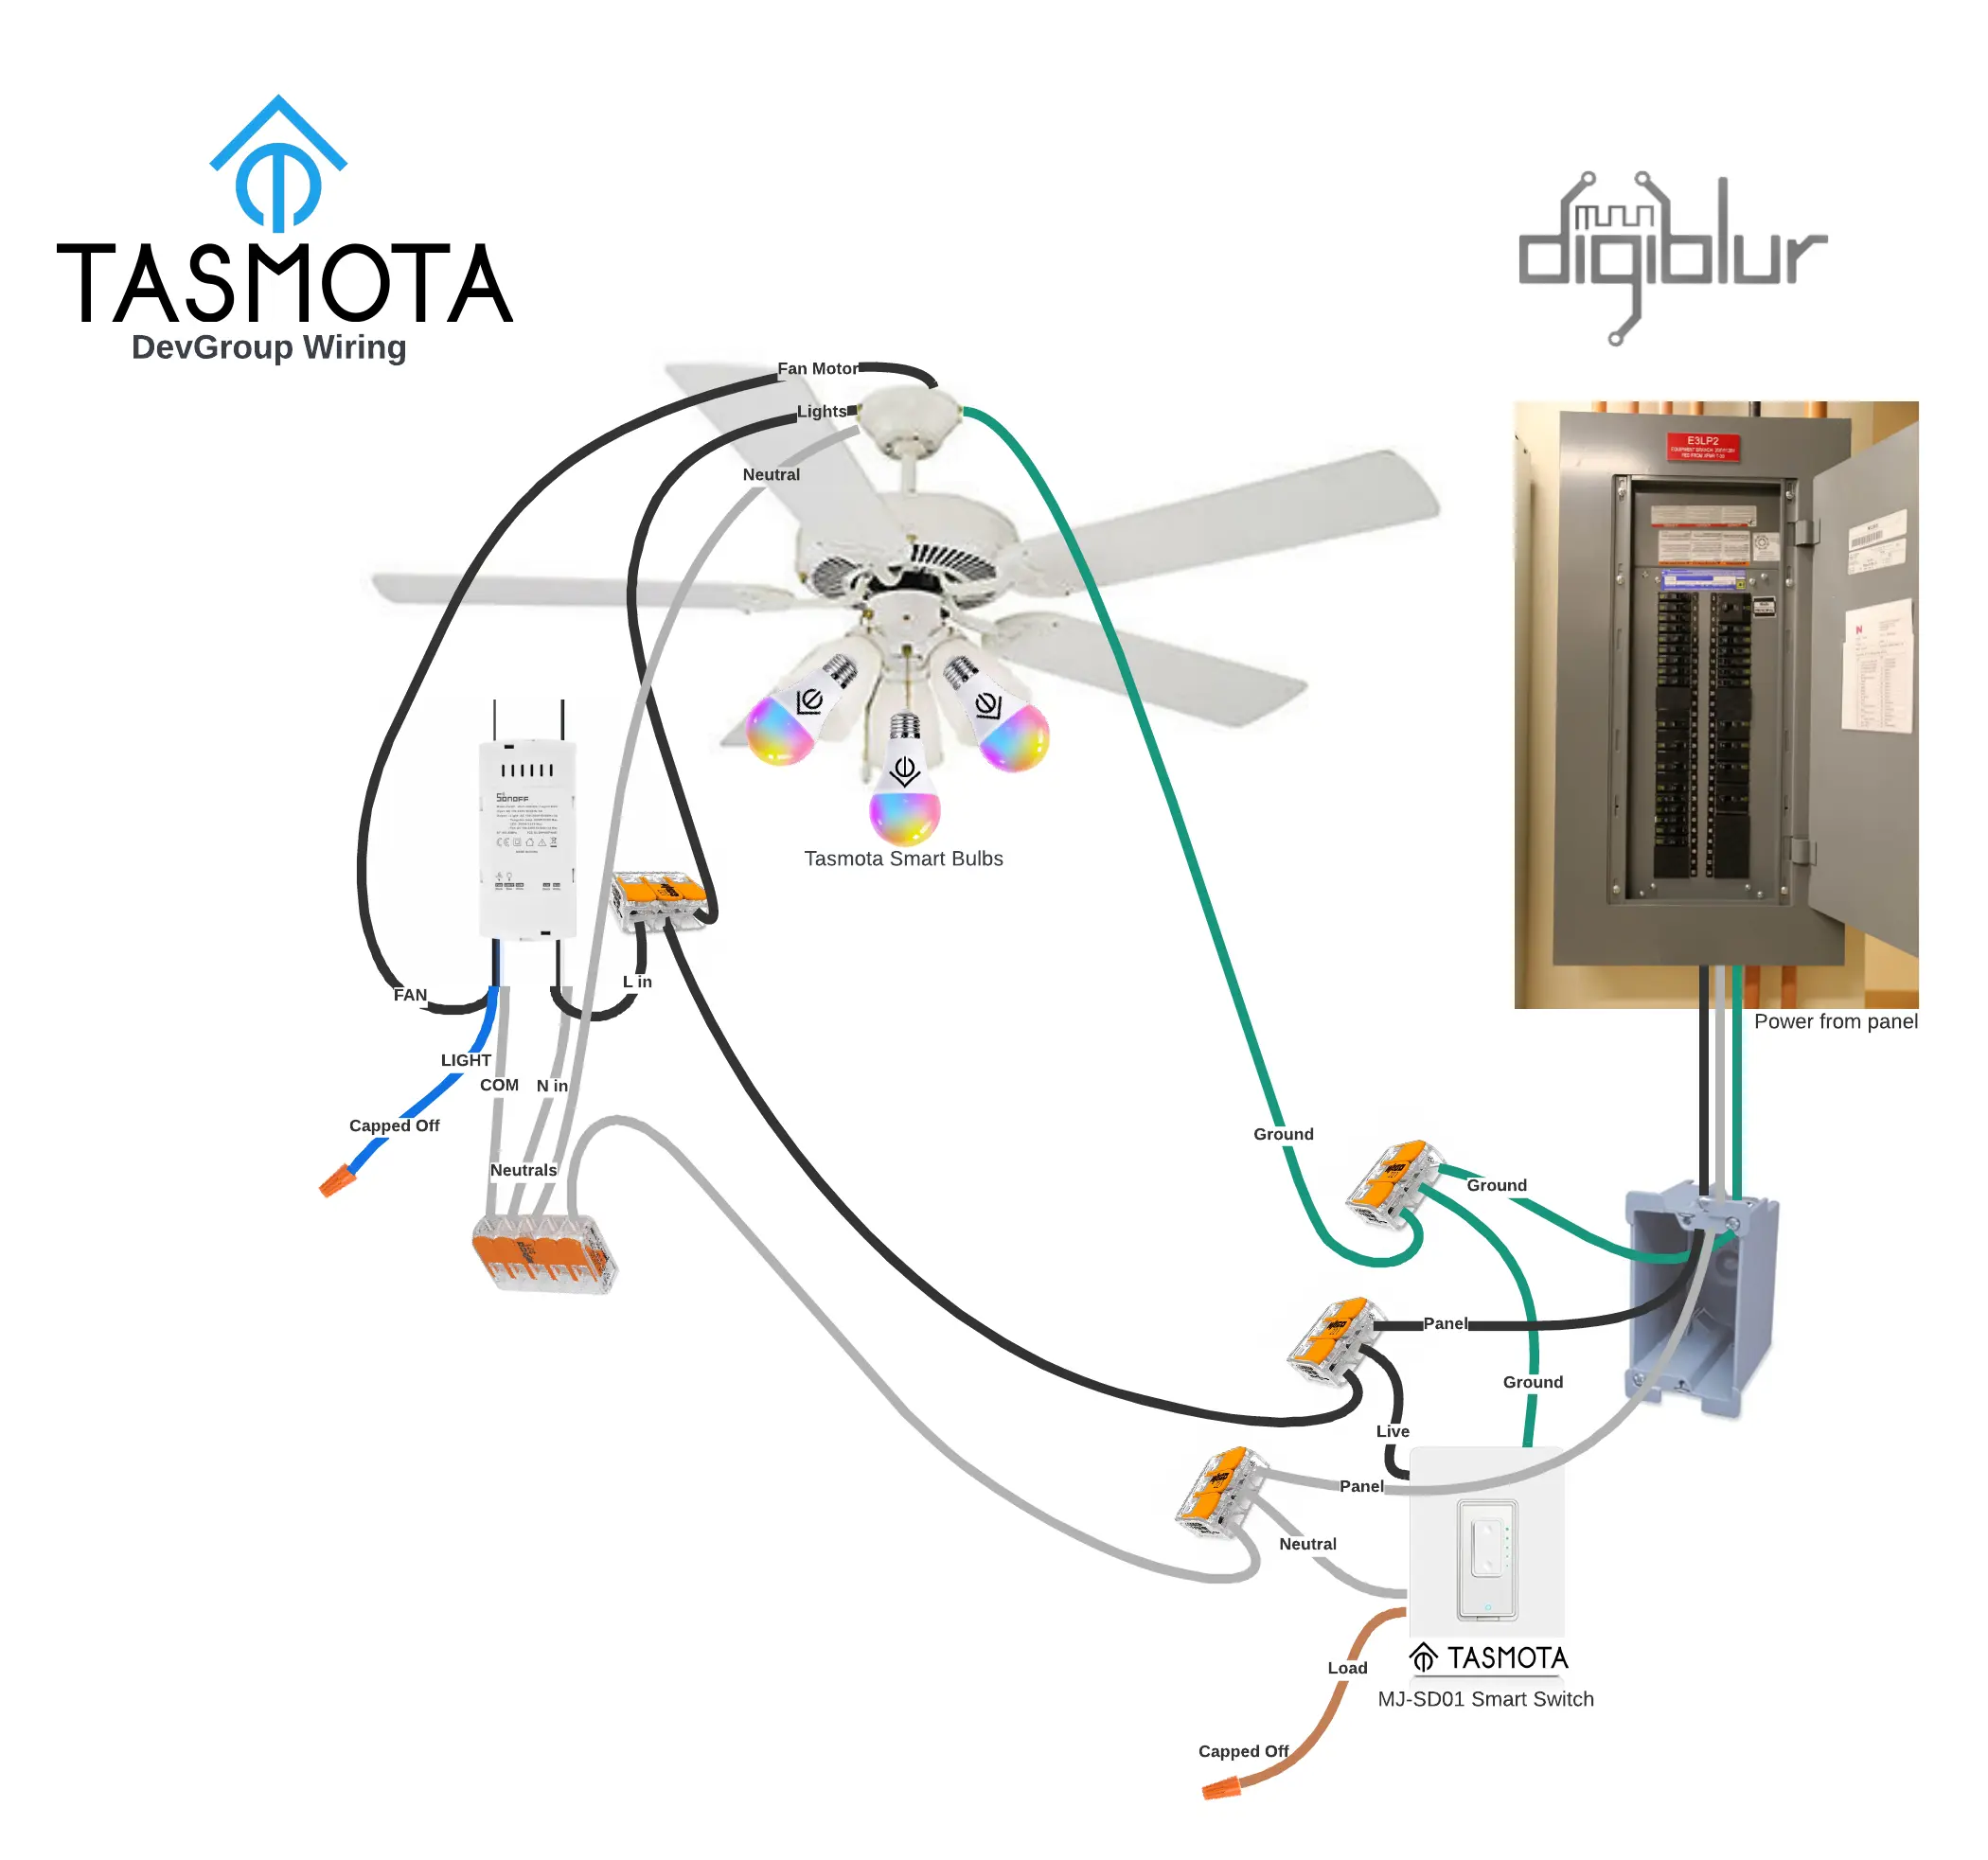 TASMOTA
DevGroup Wiring
digiblur
Fan Motor
Lights
Neutral
E3LP2
SONOFF
Tasmota Smart Bulbs
L in
FAN
LIGHT
COM
N in
Capped Off
Neutrals
Power from panel
Ground
Ground
Panel
Ground
Live
Panel
Neutral
Load
TASMOTA
MJ-SD01 Smart Switch
Capped Off